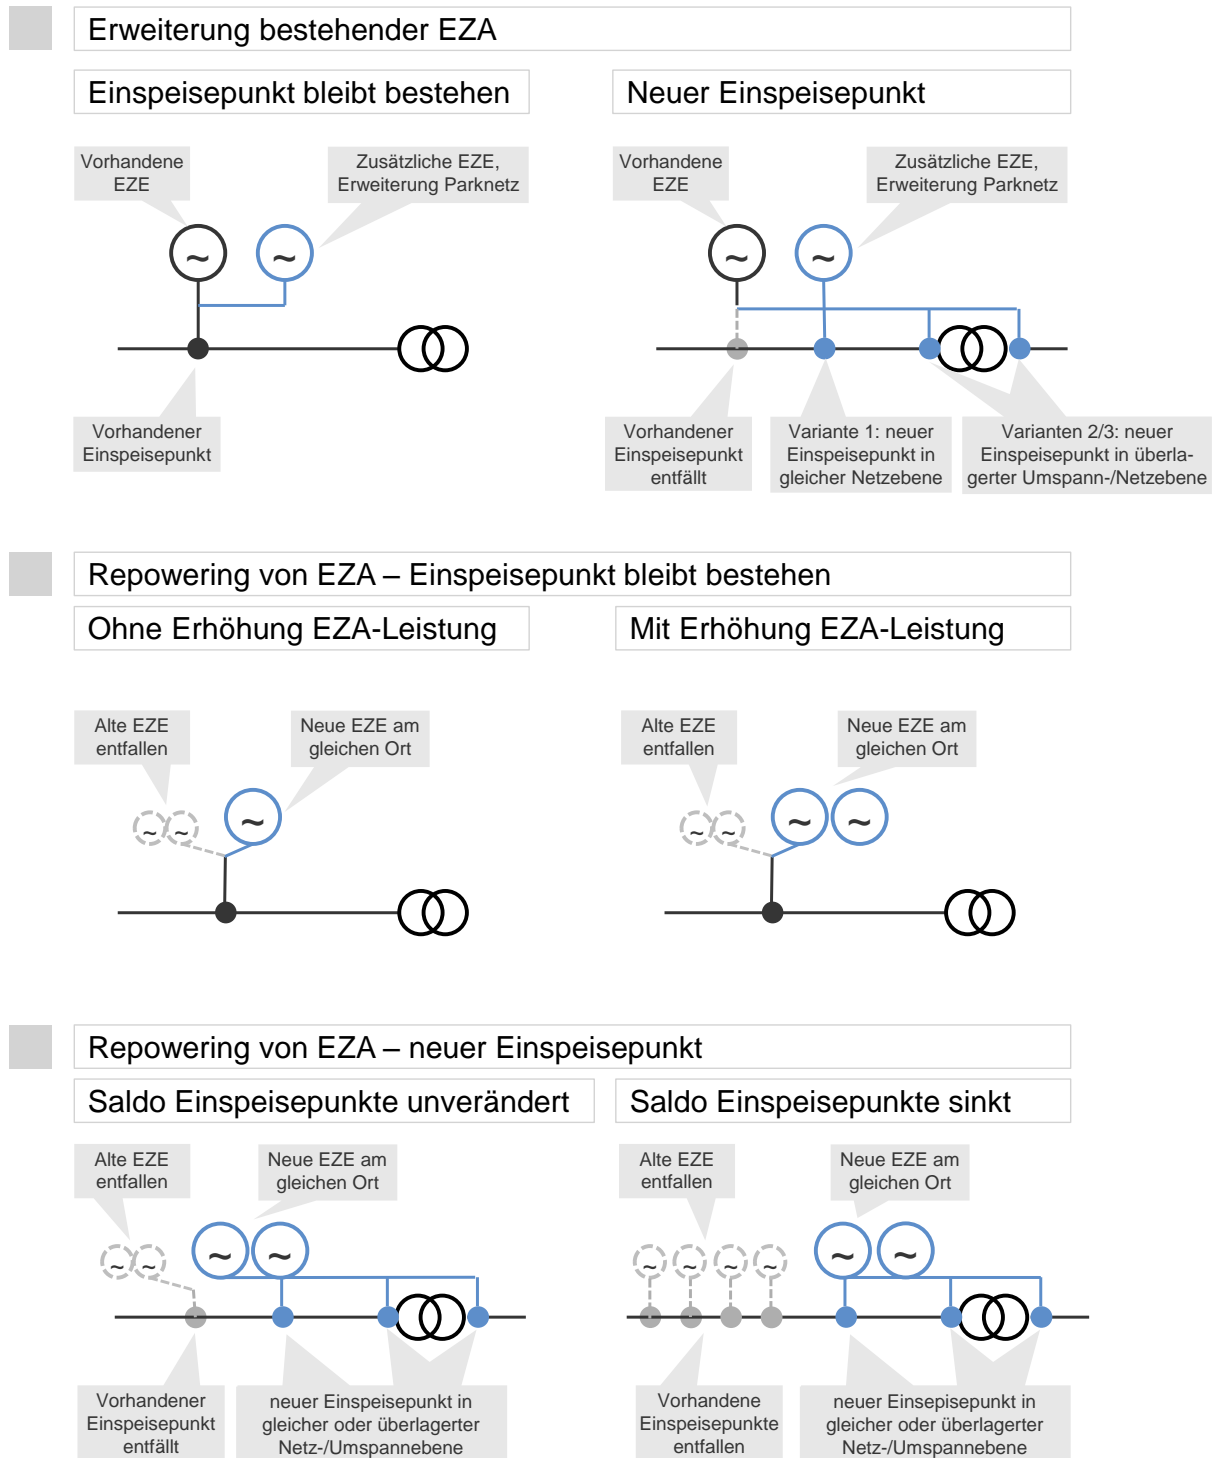 Erweiterung bestehender EZA
Einspeisepunkt bleibt bestehen
Neuer Einspeisepunkt
Vorhandene
EZE
Zusätzliche EZE,
Erweiterung Parknetz
Vorhandene
EZE
Zusätzliche EZE,
Erweiterung Parknetz
~
~
~
~
Vorhandener
Einspeisepunkt
Vorhandener
Einspeisepunkt
entfällt
Variante 1: neuer
Einspeisepunkt in
gleicher Netzebene
Varianten 2/3: neuer
Einspeisepunkt in überla-
gerter Umspann-/Netzebene
Repowering von EZA – Einspeisepunkt bleibt bestehen
Ohne Erhöhung EZA-Leistung
Mit Erhöhung EZA-Leistung
Alte EZE
entfallen
Neue EZE am
gleichen Ort
Alte EZE
entfallen
Neue EZE am
gleichen Ort
~
~
~
~
~
~
~
Repowering von EZA – neuer Einspeisepunkt
Saldo Einspeisepunkte unverändert
Saldo Einspeisepunkte sinkt
Alte EZE
entfallen
Neue EZE am
gleichen Ort
Alte EZE
entfallen
Neue EZE am
gleichen Ort
~
~
~
~
~
~
~
~
~
~
Vorhandener
Einspeisepunkt
entfällt
neuer Einspeisepunkt in
gleicher oder überlagerter
Netz-/Umspannebene
Vorhandene
Einspeisepunkte
entfallen
neuer Einsepisepunkt in
gleicher oder überlagerter
Netz-/Umspannebene